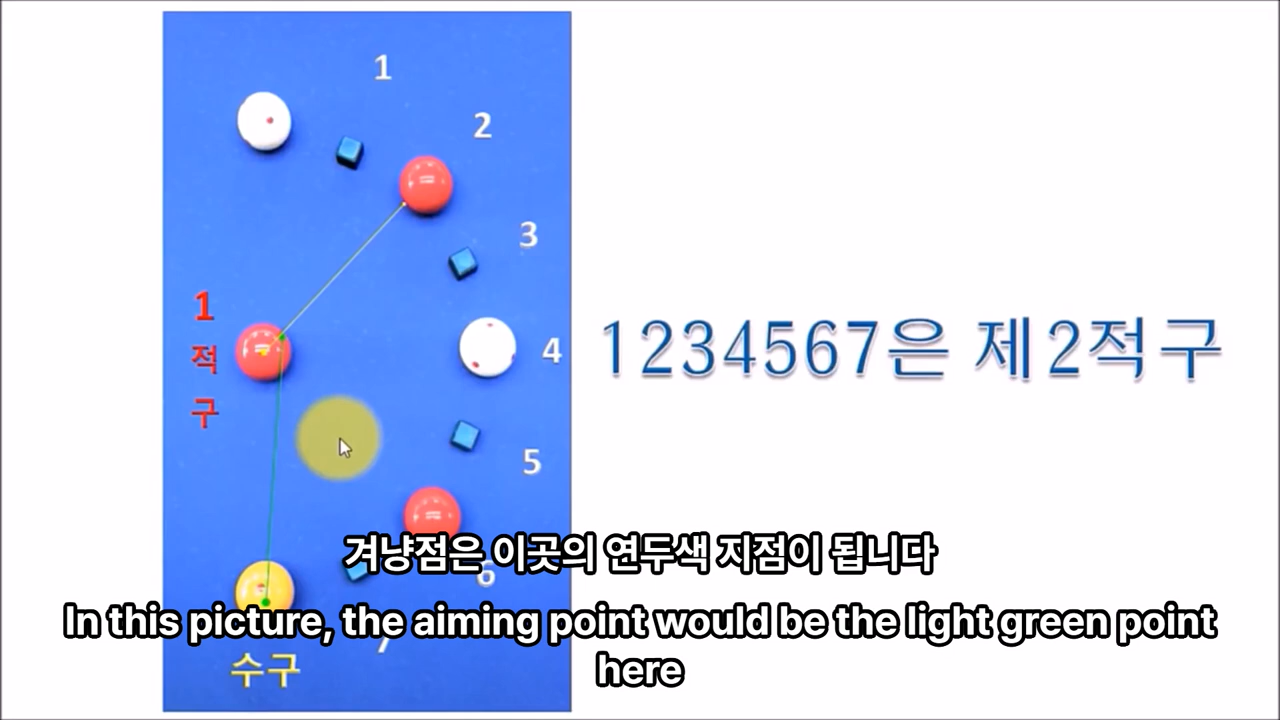 1
2
3
1
적
구
4
1234567은 제2적구
5
겨냥점은 이곳의 연두색 지점이 됩니다
6
In this picture, the aiming point would be the light green point
here
7
수구